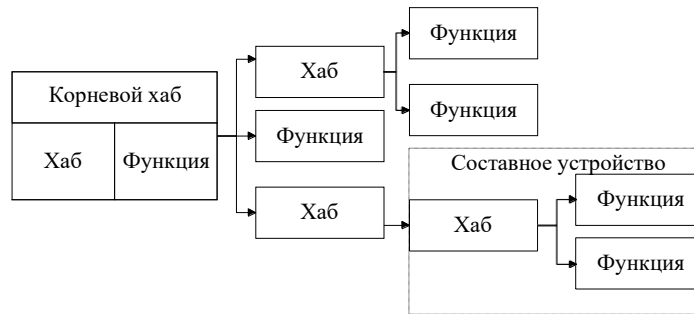 Функция
Хаб
Корневой хаб
Функция
Хаб
Функция
Функция
Составное устройство
Функция
Хаб
Хаб
Функция